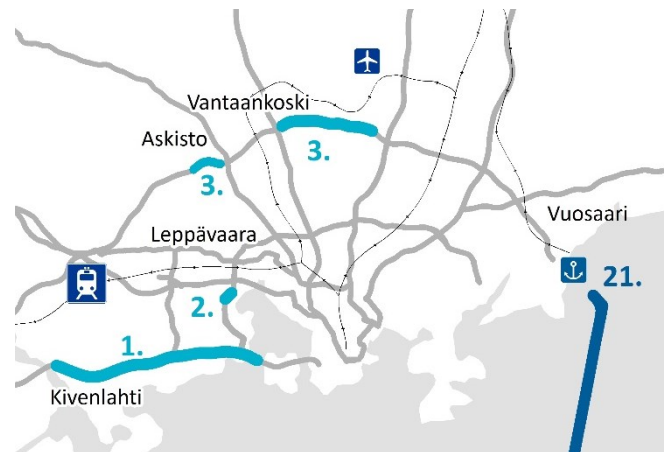 Vantaankoski
Askisto
3.
3.
Leppävaara
Vuosaari
2.
21.
1.
Kivenlahti